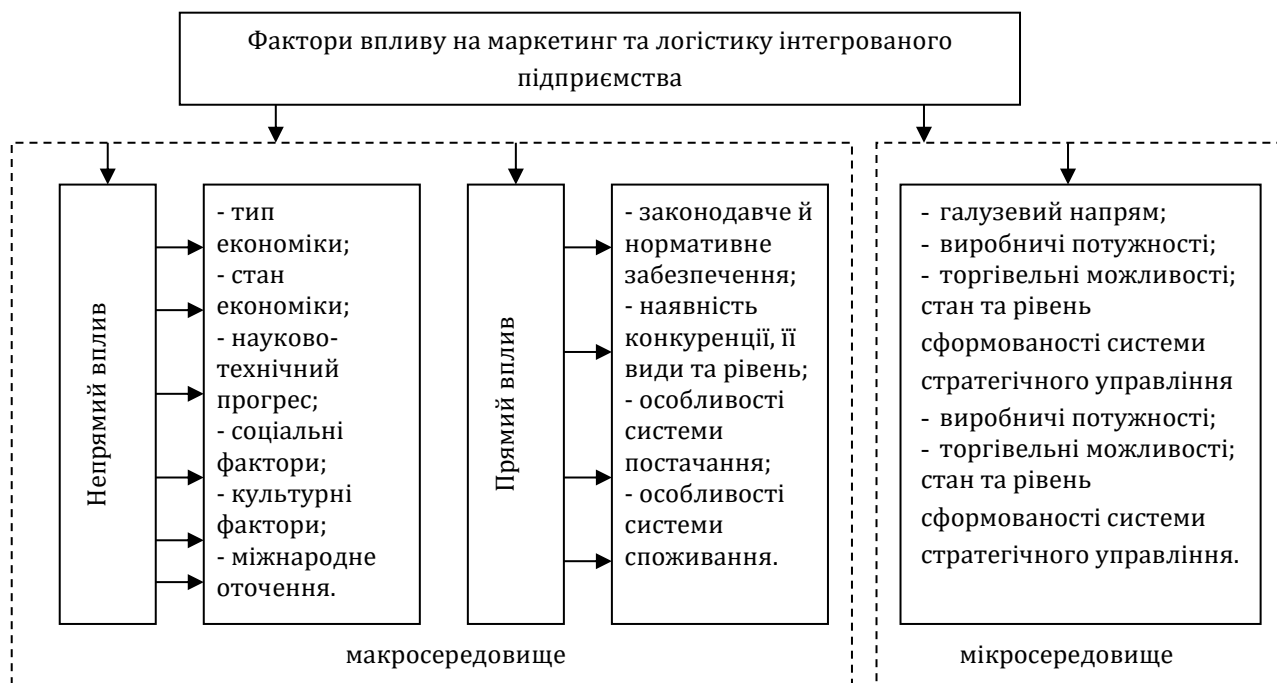 Фактори впливу на маркетинг та логістику інтегрованого
підприємства
Непрямий вплив
- тип
економіки;
- стан
економіки;
- науково-
технічний
прогрес;
- соціальні
фактори;
- культурні
фактори;
- міжнародне
оточення.
Прямий вплив
- законодавче й
нормативне
забезпечення;
- наявність
конкуренції, її
види та рівень;
- особливості
системи
постачання;
- особливості
системи
споживання.
макросередовище
- галузевий напрям;
- виробничі потужності;
- торгівельні можливості;
стан та рівень
сформованості системи
стратегічного управління
- виробничі потужності;
- торгівельні можливості;
стан та рівень
сформованості системи
стратегічного управління.
мікросередовище